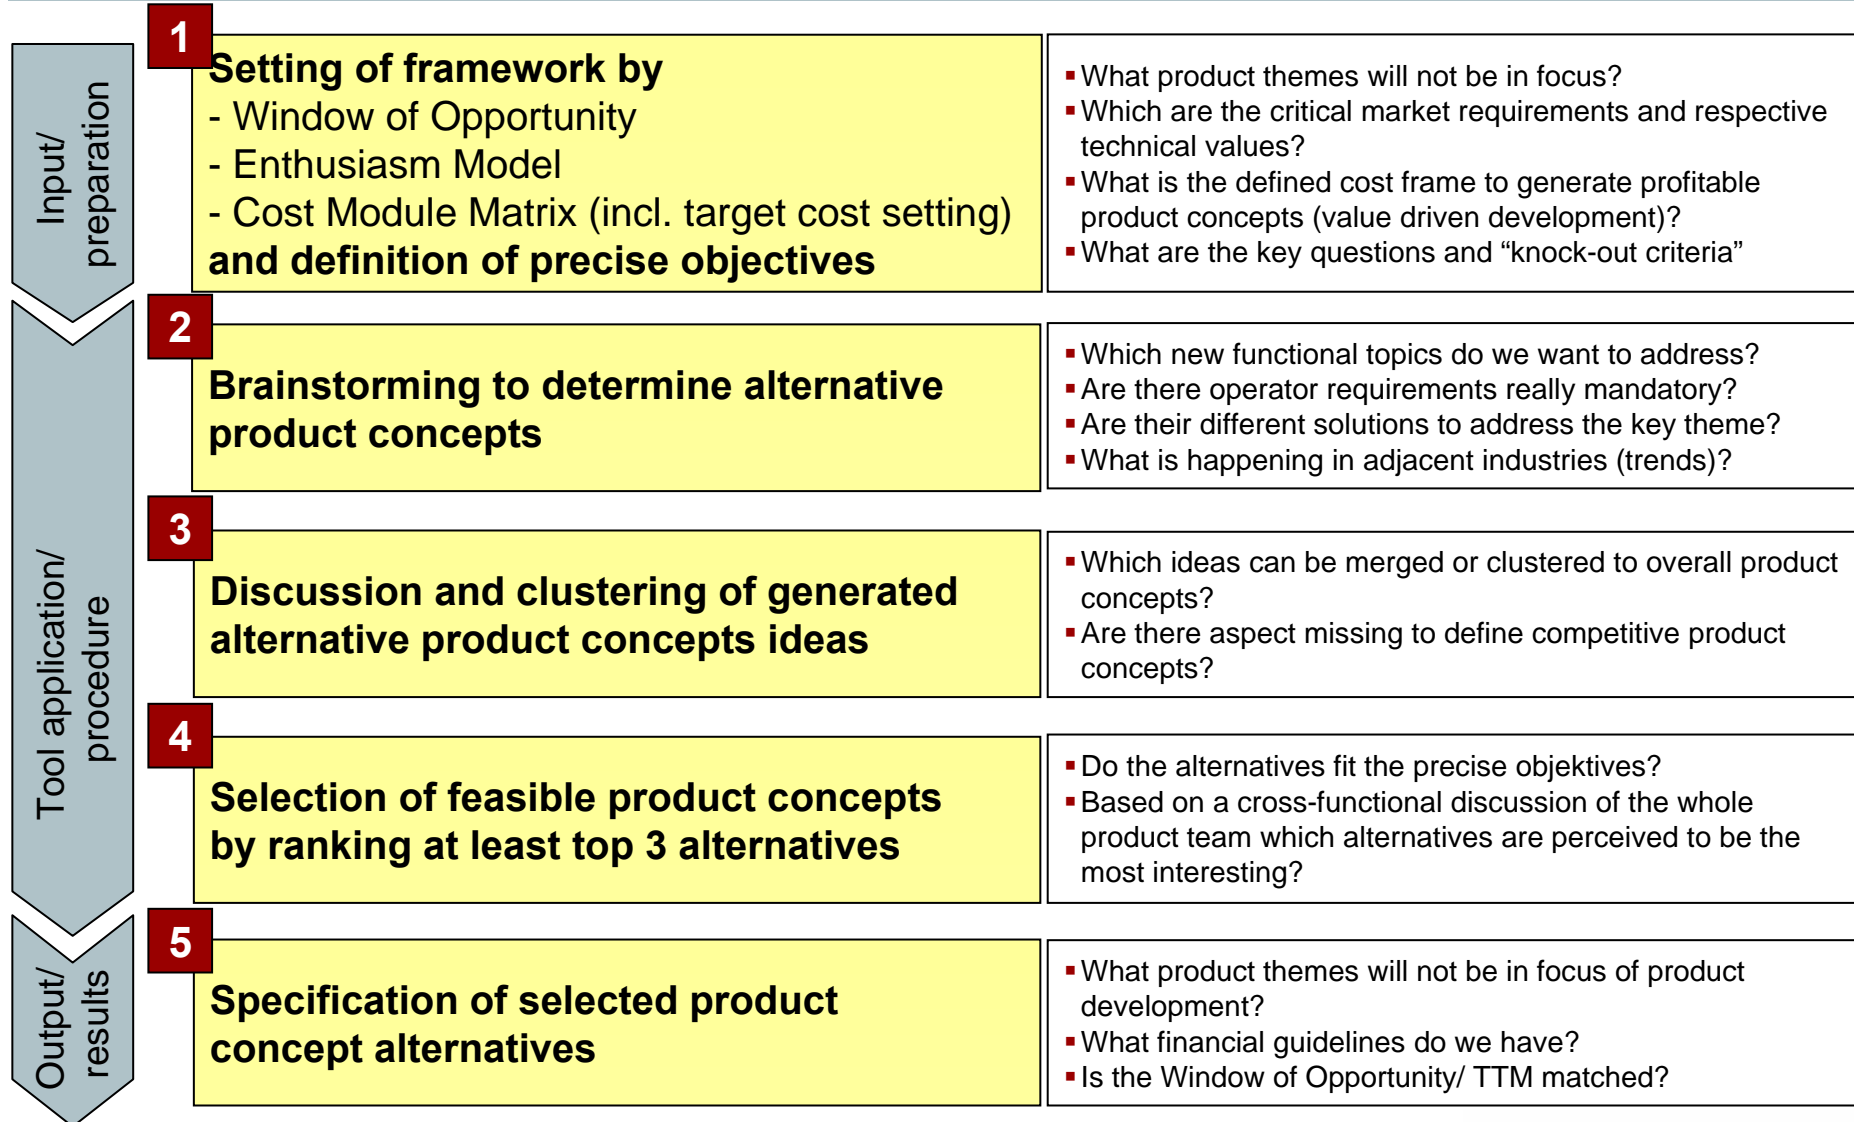 Input/
preparation
1
Setting of framework by
- Window of Opportunity
- Enthusiasm Model
- Cost Module Matrix (incl. target cost setting)
and definition of precise objectives
▪What product themes will not be in focus?
▪Which are the critical market requirements and respective
technical values?
▪What is the defined cost frame to generate profitable
product concepts (value driven development)?
▪What are the key questions and “knock-out criteria”
Tool application/
procedure
2
Brainstorming to determine alternative
product concepts
▪Which new functional topics do we want to address?
▪Are there operator requirements really mandatory?
▪Are their different solutions to address the key theme?
▪What is happening in adjacent industries (trends)?
3
Discussion and clustering of generated
alternative product concepts ideas
▪Which ideas can be merged or clustered to overall product
concepts?
▪Are there aspect missing to define competitive product
concepts?
4
Selection of feasible product concepts
by ranking at least top 3 alternatives
▪Do the alternatives fit the precise objektives?
▪Based on a cross-functional discussion of the whole
product team which alternatives are perceived to be the
most interesting?
Output/
results
5
Specification of selected product
concept alternatives
▪What product themes will not be in focus of product
development?
▪What financial guidelines do we have?
▪Is the Window of Opportunity/ TTM matched?